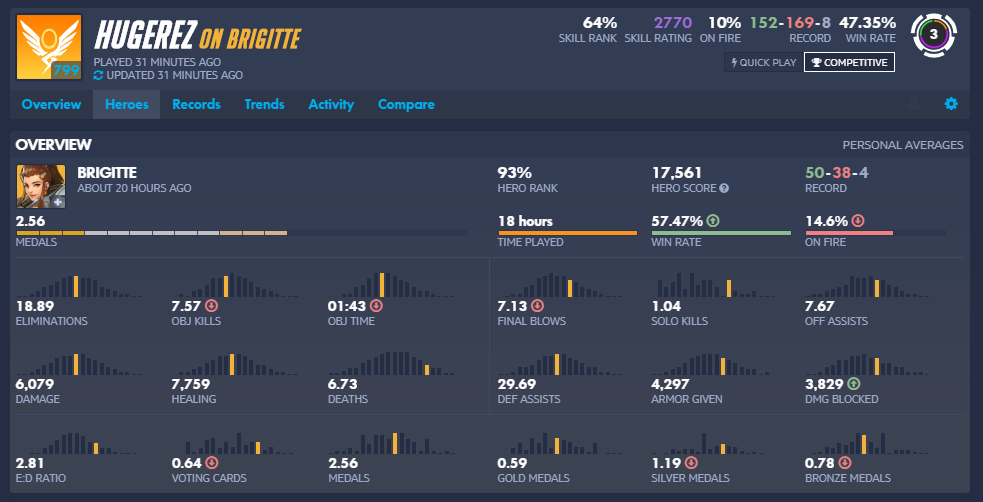 799
HUGEREZ ON BRIGITTE
PLAYED 31 MINUTES AGO
UPDATED 31 MINUTES AGO
64% 2770 10% 152-169-8 47.35%
SKILL RANK SKILL RATING ON FIRE RECORD WIN RATE
3
QUICK PLAY COMPETITIVE
Overview Heroes Records Trends Activity Compare
OVERVIEW PERSONAL AVERAGES
BRIGITTE 93% 17,561 50-38-4
ABOUT 20 HOURS AGO HERO RANK HERO SCORE ? RECORD
2.56 18 hours 57.47% 14.6%
MEDALS TIME PLAYED WIN RATE ON FIRE
18.89 7.57 01:43 7.13 1.04 7.67
ELIMINATIONS OBJ KILLS OBJ TIME FINAL BLOWS SOLO KILLS OFF ASSISTS
6,079 7,759 6.73 29.69 4,297 3,829
DAMAGE HEALING DEATHS DEF ASSISTS ARMOR GIVEN DMG BLOCKED
2.81 0.64 2.56 0.59 1.19 0.78
E:D RATIO VOTING CARDS MEDALS GOLD MEDALS SILVER MEDALS BRONZE MEDALS